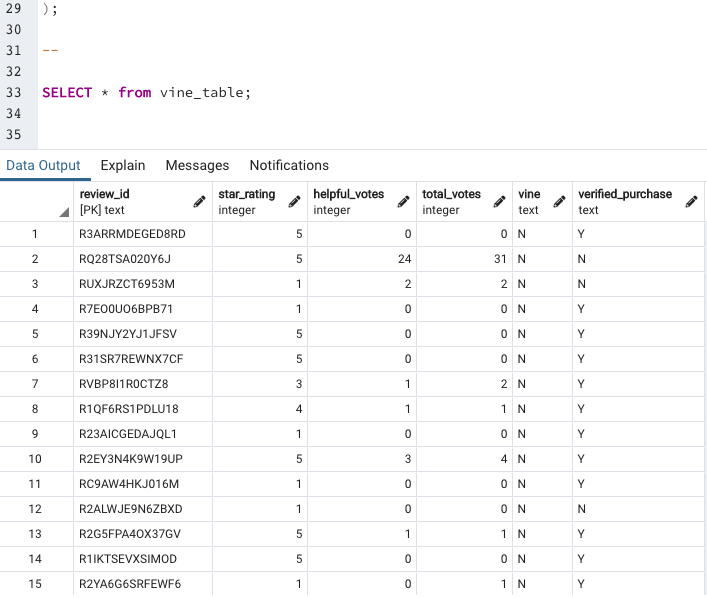 29 );
30
31 --
32
33 SELECT * from vine_table;
34
35
Data Output Explain Messages Notifications
review_id star_rating helpful_votes total_votes vine verified_purchase
[PK] text integer integer integer text text
1 R3ARRMDEGED8RD 5 0 0 N Y
2 RQ28TSA020Y6J 5 24 31 N N
3 RUXJRZCT6953M 1 2 2 N N
4 R7EO0UO6BPB71 1 0 0 N Y
5 R39NJY2YJ1JFSV 5 0 0 N Y
6 R31SR7REWNX7CF 5 0 0 N Y
7 RVBP8I1R0CTZ8 3 1 2 N Y
8 R1QF6RS1PDLU18 4 1 1 N Y
9 R23AICGEDAJQL1 1 0 0 N Y
10 R2EY3N4K9W19UP 5 3 4 N Y
11 RC9AW4HKJ016M 1 0 0 N Y
12 R2ALWJE9N6ZBXD 1 0 0 N N
13 R2G5FPA4OX37GV 5 1 1 N Y
14 R1IKTSEVXSIMOD 5 0 0 N Y
15 R2YA6G6SRFEWF6 1 0 1 N Y